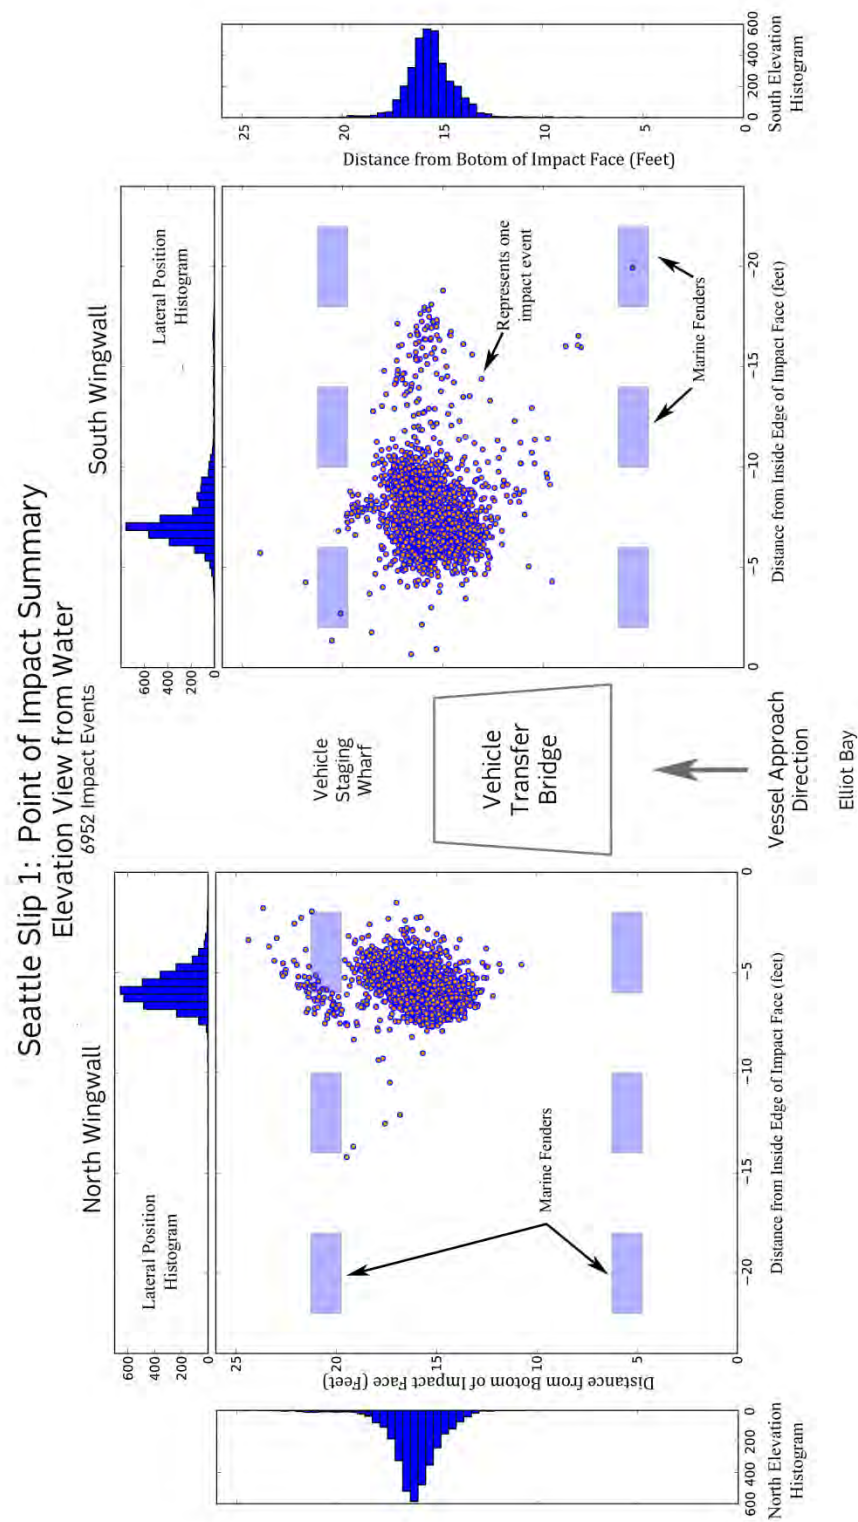 Seattle Slip 1: Point of Impact Summary
Elevation View from Water
6952 Impact Events
North Wingwall
South Wingwall
600
400
200
0
Lateral Position
Histogram
600
400
200
0
Lateral Position
Histogram
600 400 200 0
North Elevation
Histogram
25
20
15
10
5
0
Distance from Botom of Impact Face (Feet)
Marine Fenders
-20
-15
-10
-5
0
Distance from Inside Edge of Impact Face (feet)
Vehicle
Staging
Wharf
Vehicle
Transfer
Bridge
Vessel Approach
Direction
Elliot Bay
Represents one
impact event
Marine Fenders
25
20
15
10
5
0
0
-5
-10
-15
-20
Distance from Inside Edge of Impact Face (feet)
Distance from Botom of Impact Face (Feet)
25
20
15
10
5
0
0 200 400 600
South Elevation
Histogram